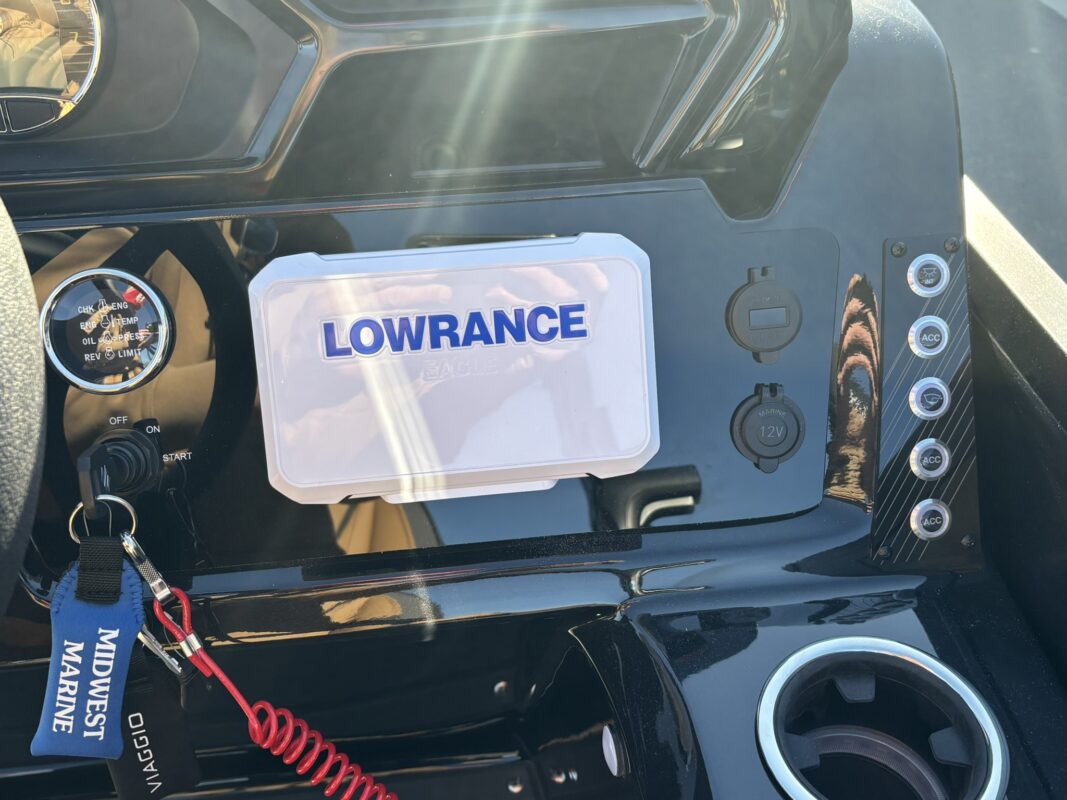 CHK ENG
ENG TEMP
OIL PRESS
REV LIMIT
OFF
ON
START
LOWRANCE
EAGLE
MARINE
12V
INT
ACC
ACC
ACC
MIDWEST
MARINE
VIAGGIO